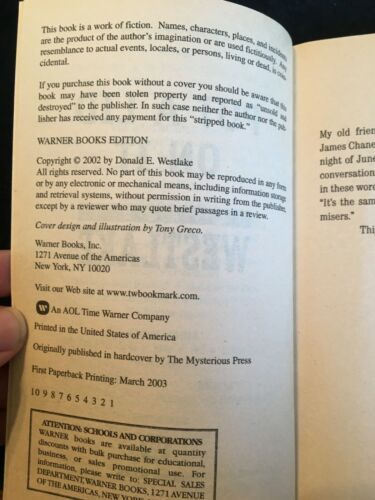 This book is a work of fiction. Names, characters, places, and incidents
are the product of the author's imagination or are used fictitiously. Any
resemblance to actual events, locales, or persons, living or dead, is coin-
cidental.
If you purchase this book without a cover you should be aware that this
book may have been stolen property and reported as "unsold and
destroyed" to the publisher. In such case neither the author nor the pub-
lisher has received any payment for this "stripped book."
WARNER BOOKS EDITION
Copyright © 2002 by Donald E. Westlake
All rights reserved. No part of this book may be reproduced in any form
or by any electronic or mechanical means, including information storage
and retrieval systems, without permission in writing from the publisher,
except by a reviewer who may quote brief passages in a review.
Cover design and illustration by Tony Greco.
Warner Books, Inc.
1271 Avenue of the Americas
New York, NY 10020
Visit our Web site at www.twbookmark.com.
An AOL Time Warner Company
Printed in the United States of America
Originally published in hardcover by The Mysterious Press
First Paperback Printing: March 2003
10 9 8 7 6 5 4 3 2 1
ATTENTION: SCHOOLS AND CORPORATIONS
WARNER books are available at quantity
discounts with bulk purchase for educational,
business, or sales promotional use. For
information, please write to: SPECIAL SALES
DEPARTMENT, WARNER BOOKS, 1271 AVENUE
OF THE AMERICAS, NEW
My old frien
James Chane
night of June
conversation
in these word
"It's the sam
misers."
Thi